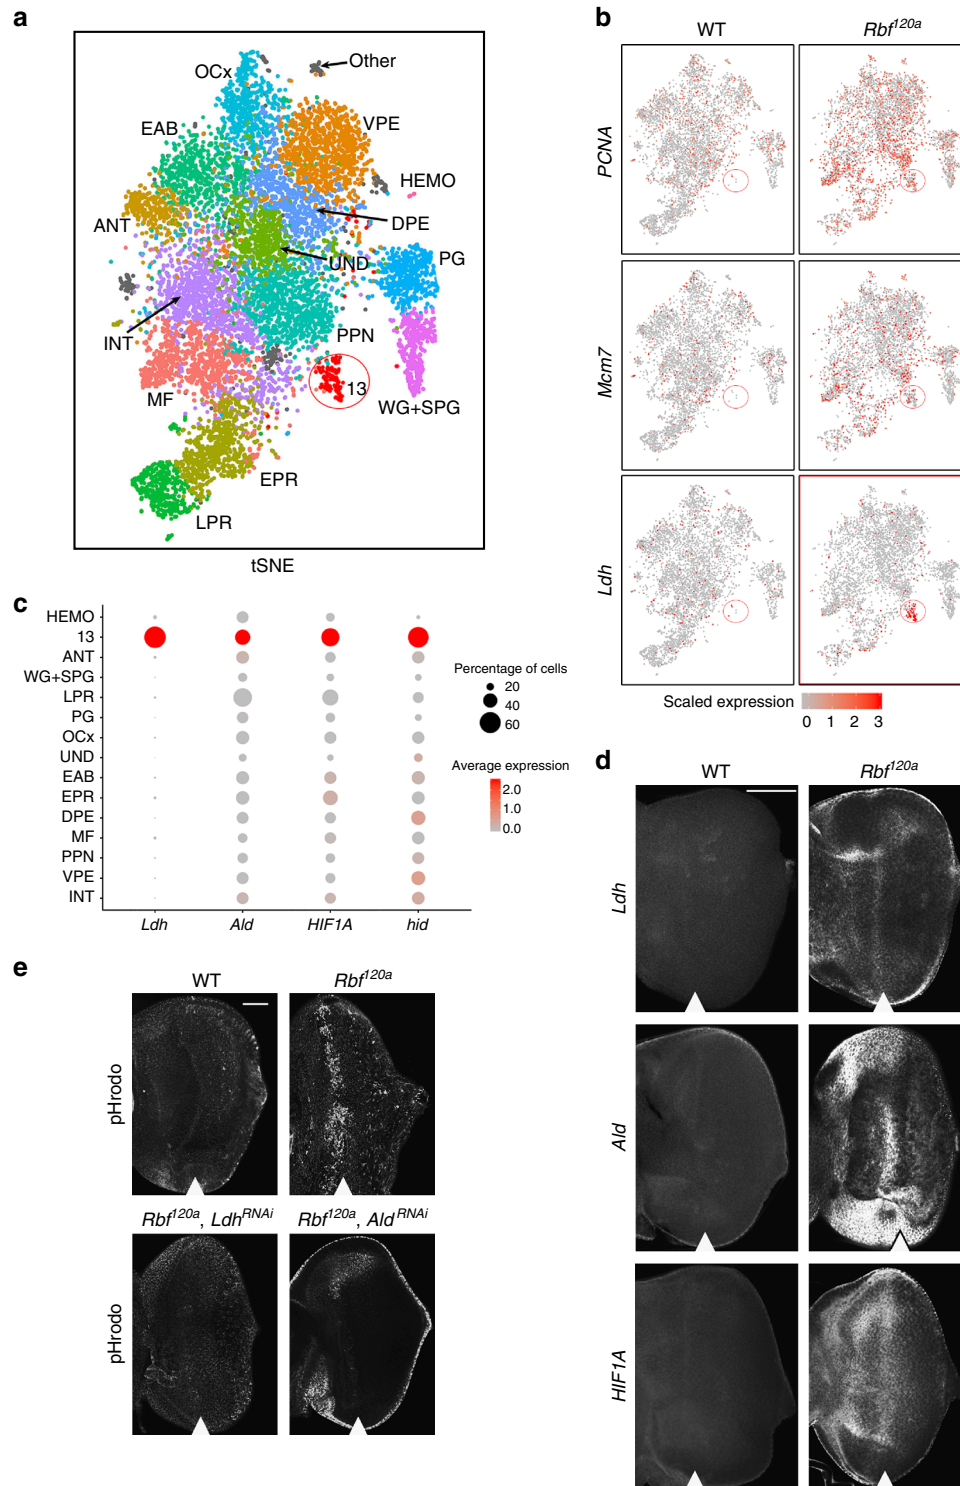 a
OCx
Other
EAB
VPE
HEMO
ANT
DPE
UND
PG
INT
PPN
13
MF
WG+SPG
EPR
LPR
tSNE
b
WT
Rbf120a
PCNA
Mcm7
Ldh
Scaled expression
0 1 2 3
c
HEMO
13
ANT
WG+SPG
LPR
PG
OCx
UND
EAB
EPR
DPE
MF
PPN
VPE
INT
Ldh
Ald
HIF1A
hid
Percentage of cells
20
40
60
Average expression
2.0
1.0
0.0
d
WT
Rbf120a
Ldh
Ald
HIF1A
e
WT
Rbf120a
pHrodo
Rbf120a, LdhRNAi
Rbf120a, AldRNAi
pHrodo